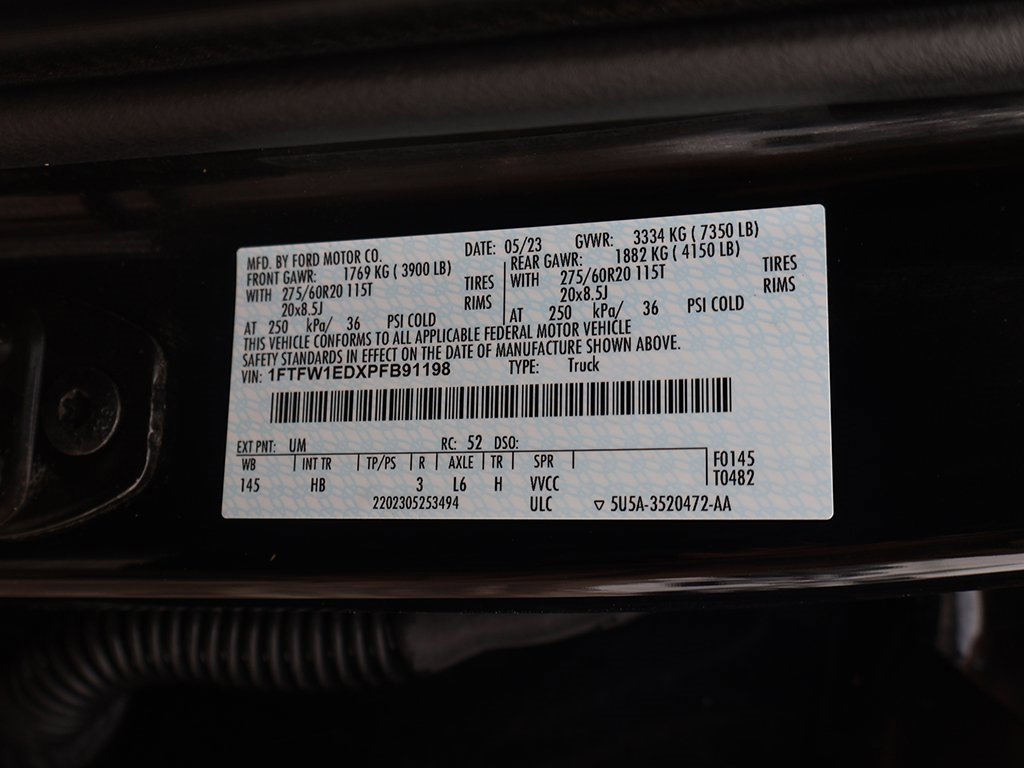 MFD. BY FORD MOTOR CO. DATE: 05/23 GVWR: 3334 KG ( 7350 LB)
FRONT GAWR: 1769 KG ( 3900 LB) REAR GAWR: 1882 KG ( 4150 LB)
WITH 275/60R20 115T TIRES WITH 275/60R20 115T TIRES
20x8.5J RIMS 20x8.5J RIMS
AT 250 kPa/ 36 PSI COLD AT 250 kPa/ 36 PSI COLD
THIS VEHICLE CONFORMS TO ALL APPLICABLE FEDERAL MOTOR VEHICLE
SAFETY STANDARDS IN EFFECT ON THE DATE OF MANUFACTURE SHOWN ABOVE.
VIN: 1FTFW1EDXPFB91198 TYPE: Truck
EXT PNT: UM RC: 52 DSO:
WB INT TR TP/PS R AXLE TR SPR F0145
145 HB 3 L6 H VVCC T0482
2202305253494 ULC ▽ 5U5A-3520472-AA